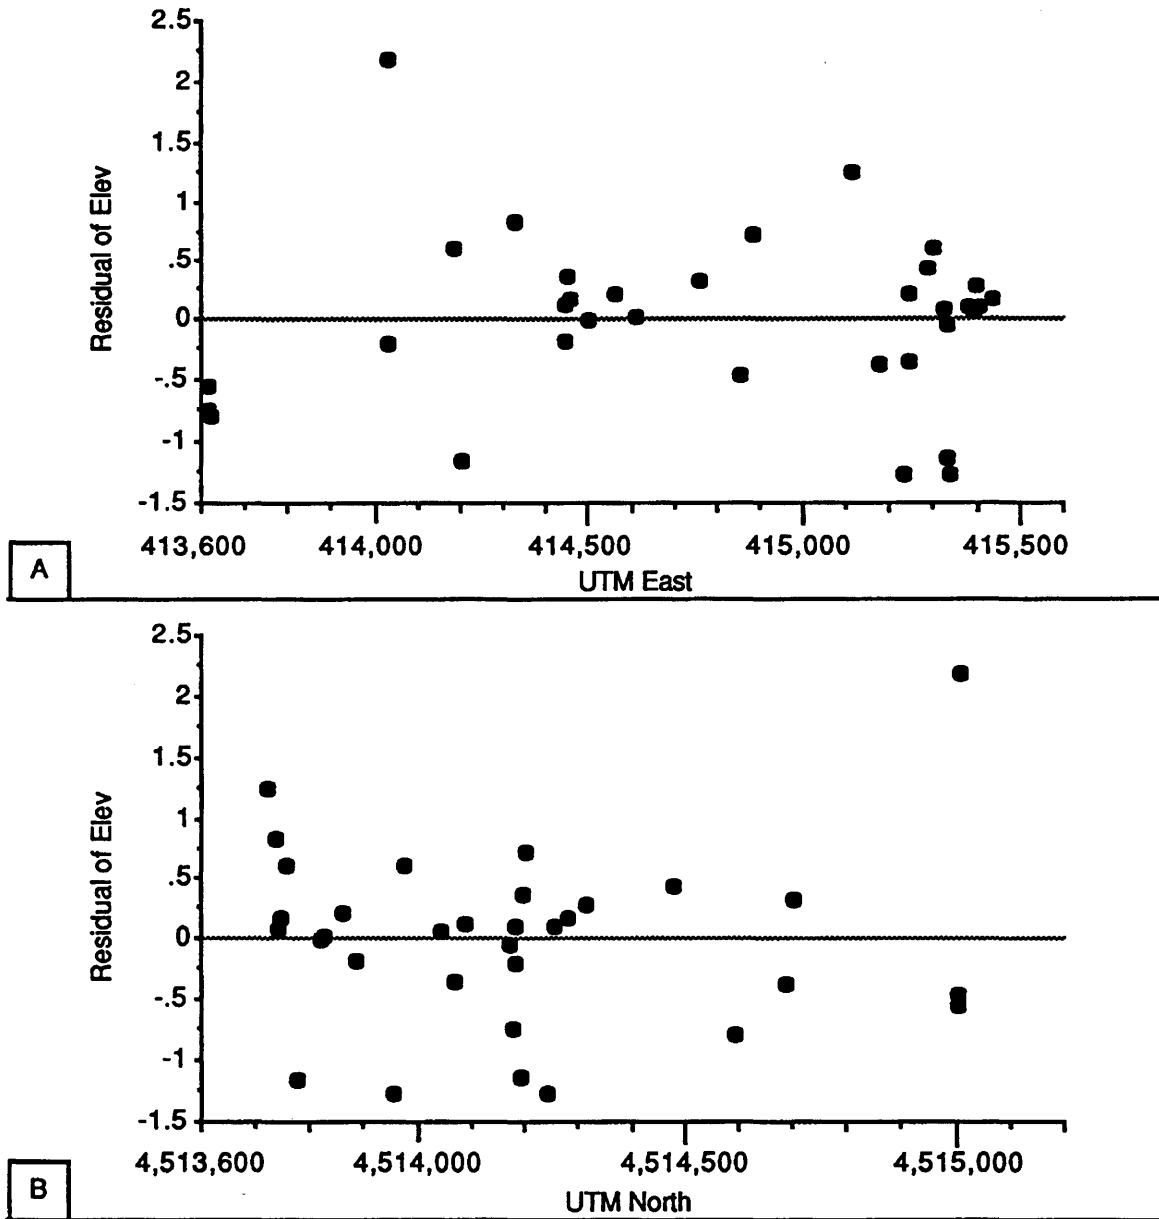 2.5
2
1.5
1
.5
0
-.5
-1
-1.5
Residual of Elev
413,600 414,000 414,500 415,000 415,500
UTM East
A
2.5
2
1.5
1
.5
0
-.5
-1
-1.5
Residual of Elev
4,513,600 4,514,000 4,514,500 4,515,000
UTM North
B